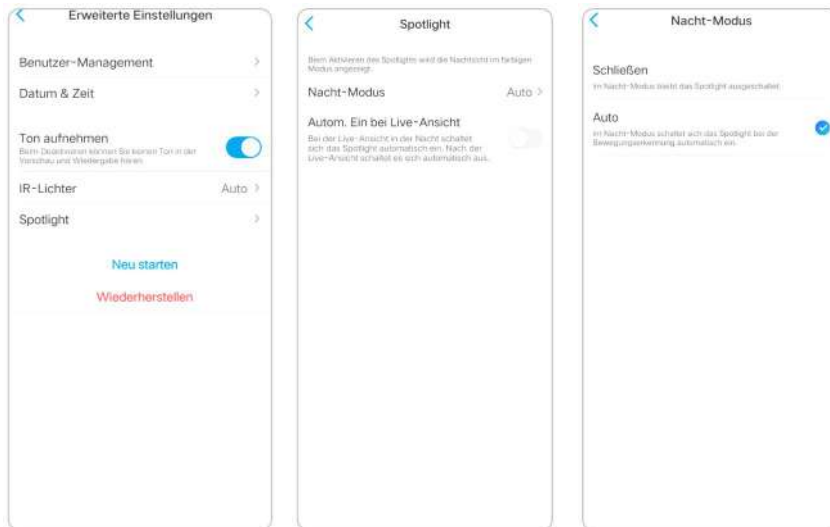 Erweiterte Einstellungen
Benutzer-Management
Datum & Zeit
Ton aufnehmen
Beim Deaktivieren können Sie keinen Ton in der
Vorschau und Wiedergabe hören.
IR-Lichter Auto
Spotlight
Neu starten
Wiederherstellen
Spotlight
Beim Aktivieren des Spotlights wird die Nachtsicht im farbigen
Modus angezeigt.
Nacht-Modus Auto
Autom. Ein bei Live-Ansicht
Bei der Live-Ansicht in der Nacht schaltet
sich das Spotlight automatisch ein. Nach der
Live-Ansicht schaltet es sich automatisch aus.
Nacht-Modus
Schließen
Im Nacht-Modus bleibt das Spotlight ausgeschaltet.
Auto
Im Nacht-Modus schaltet sich das Spotlight bei der
Bewegungserkennung automatisch ein.